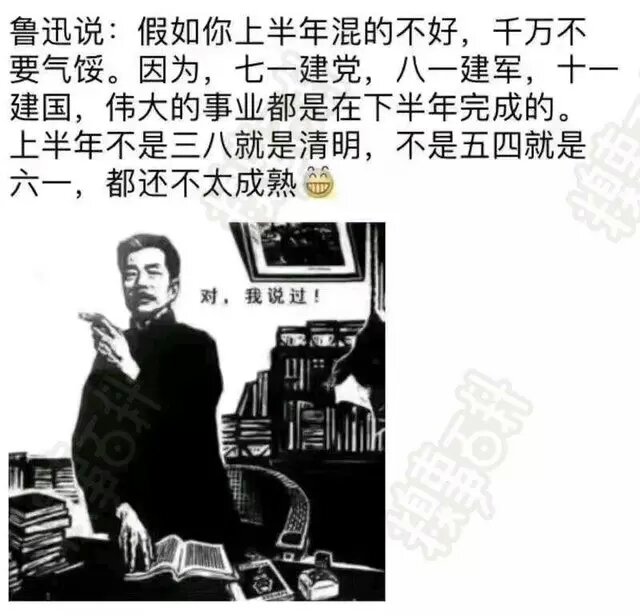 鲁迅说：假如你上半年混的不好，千万不
要气馁。因为，七一建党，八一建军，十一
建国，伟大的事业都是在下半年完成的。
上半年不是三八就是清明，不是五四就是
六一，都还不太成熟😁
对，我说过！